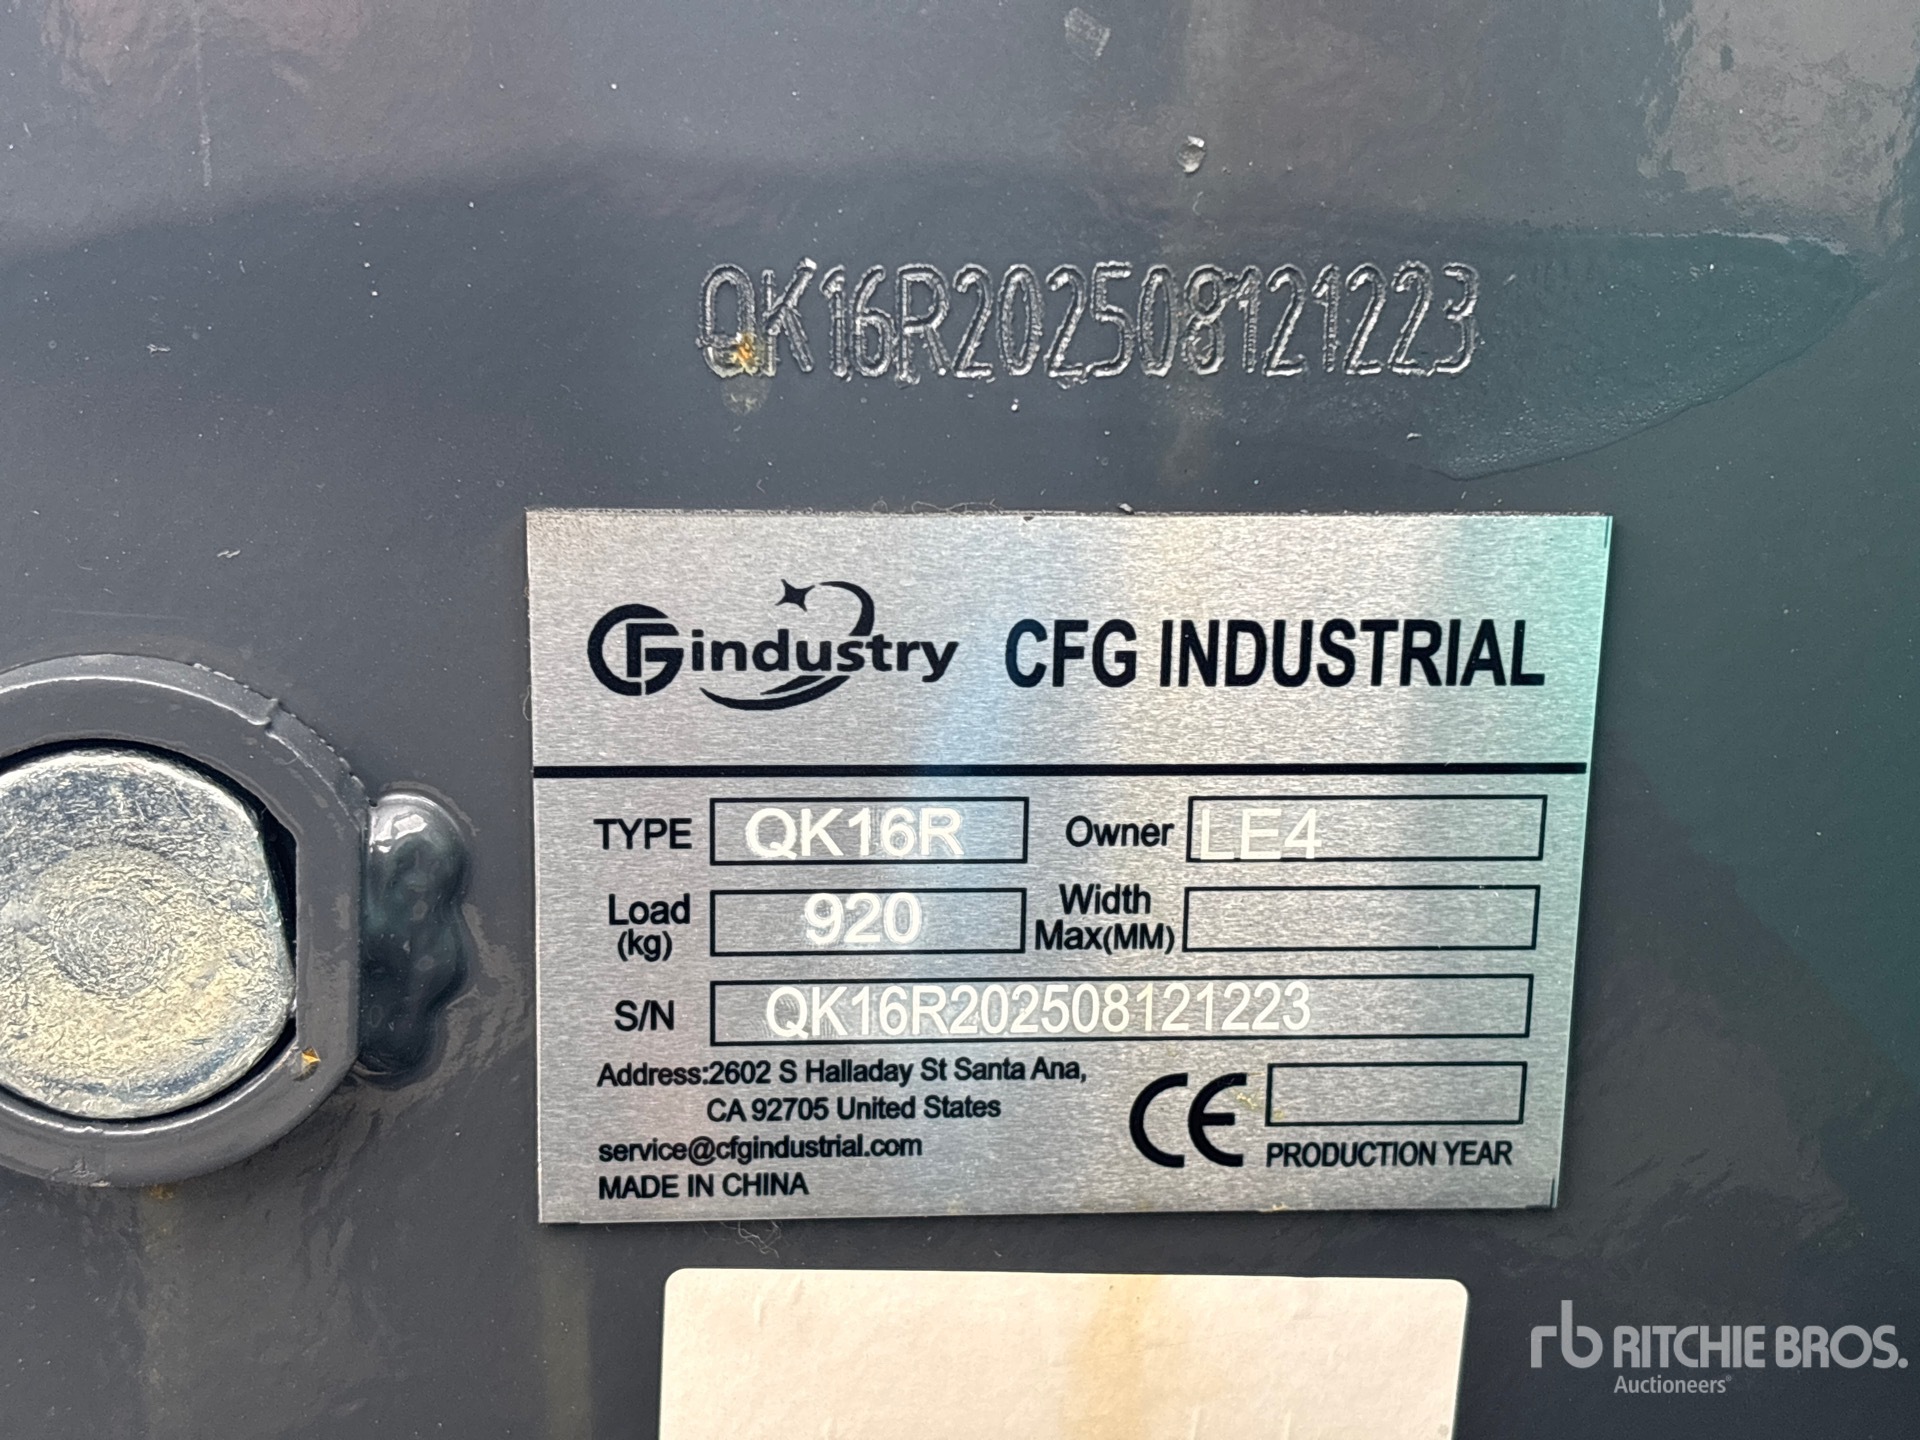 QK16R202508121223
CFGindustry CFG INDUSTRIAL
TYPE QK16R Owner LE4
Load (kg) 920 Width Max(MM)
S/N QK16R202508121223
Address:2602 S Halladay St Santa Ana,
CA 92705 United States
service@cfgindustrial.com
MADE IN CHINA
CE PRODUCTION YEAR
rb RITCHIE BROS.
Auctioneers